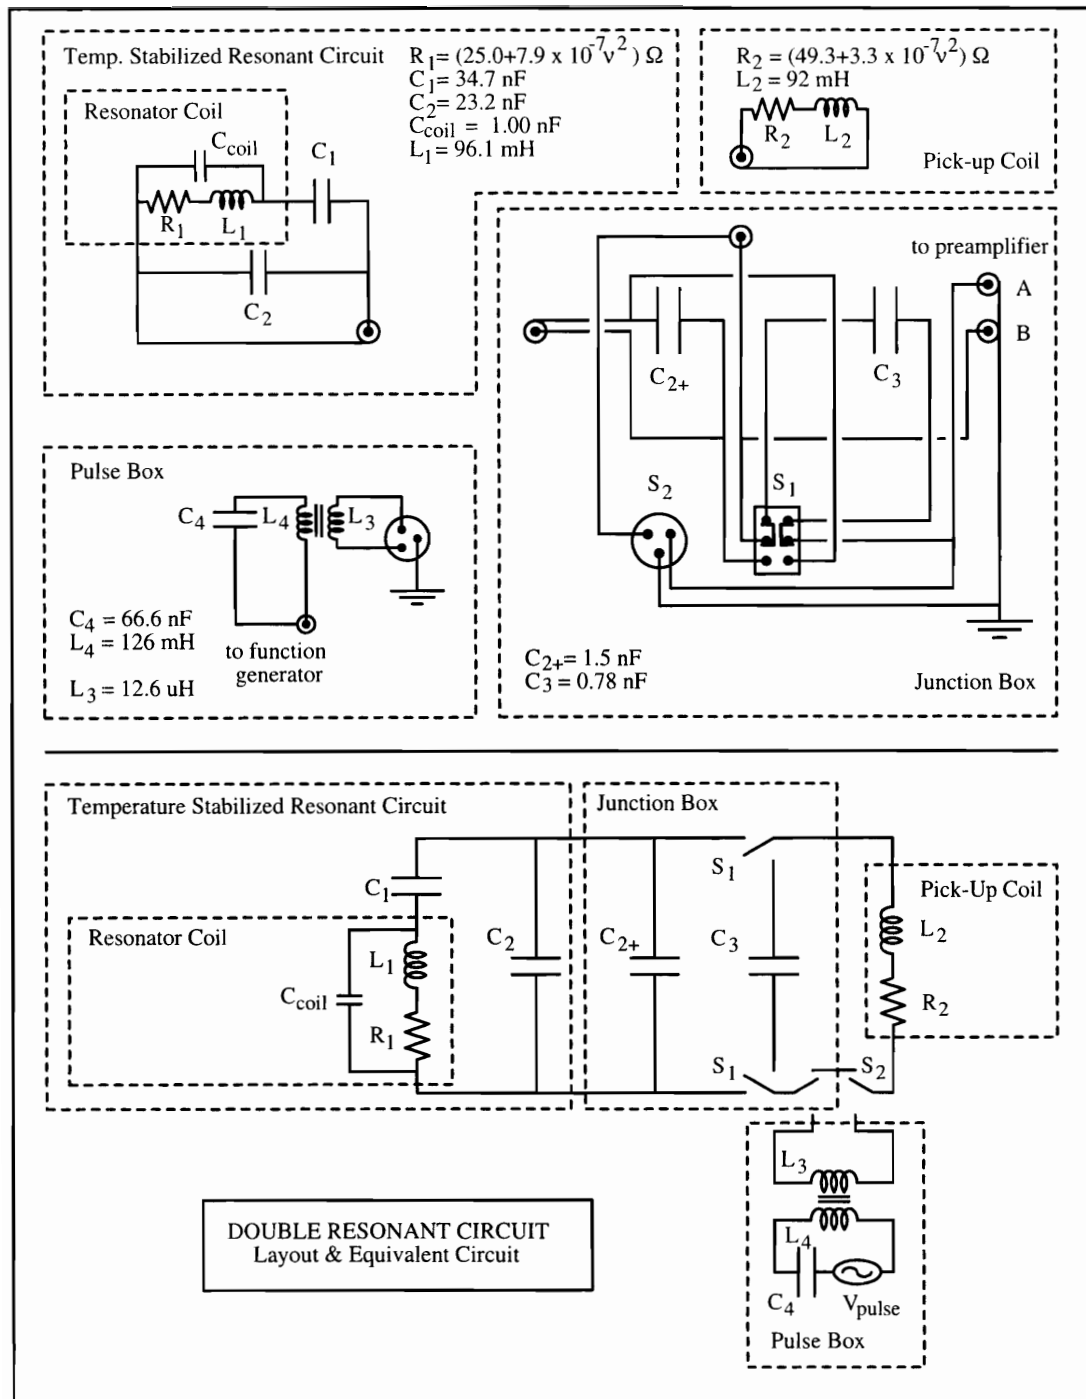 Temp. Stabilized Resonant Circuit
R1= (25.0+7.9 x 10-7ν2 ) Ω
C1= 34.7 nF
C2= 23.2 nF
Ccoil = 1.00 nF
L1= 96.1 mH
Resonator Coil
Ccoil
C1
R1
L1
C2
R2 = (49.3+3.3 x 10-7ν2) Ω
L2 = 92 mH
R2
L2
Pick-up Coil
to preamplifier
A
B
C2+
C3
S2
S1
C2+= 1.5 nF
C3 = 0.78 nF
Junction Box
Pulse Box
C4
L4
L3
C4 = 66.6 nF
L4 = 126 mH
L3 = 12.6 uH
to function
generator
Temperature Stabilized Resonant Circuit
Junction Box
C1
S1
Pick-Up Coil
Resonator Coil
L1
C2
C2+
C3
L2
Ccoil
R1
R2
S1
S2
L3
L4
C4
Vpulse
Pulse Box
DOUBLE RESONANT CIRCUIT
Layout & Equivalent Circuit